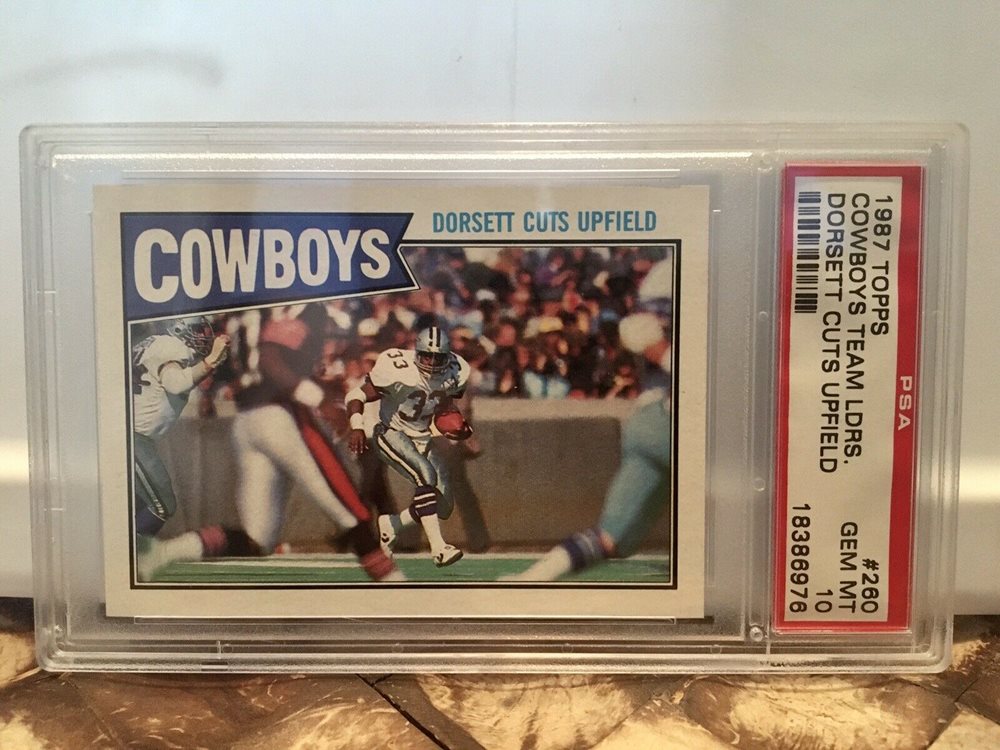 COWBOYS
DORSETT CUTS UPFIELD
33
33
1987 TOPPS #260
COWBOYS TEAM LDRS. GEM MT
DORSETT CUTS UPFIELD 10
18386976
PSA